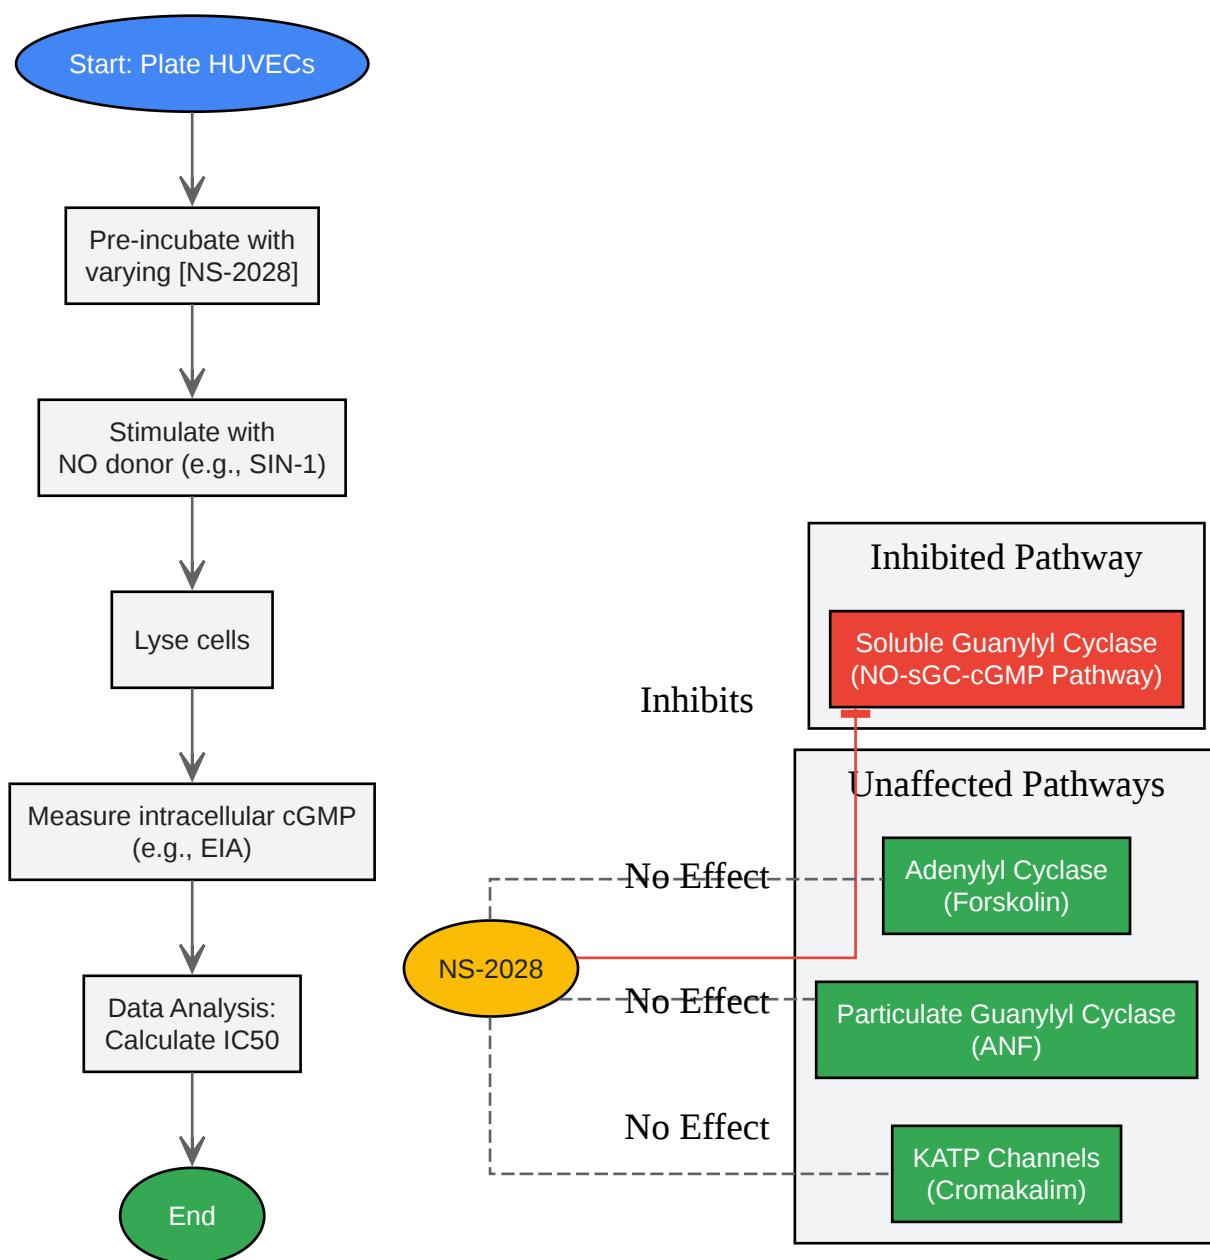 Start: Plate HUVECs
Pre-incubate with
varying [NS-2028]
Stimulate with
NO donor (e.g., SIN-1)
Lyse cells
Measure intracellular cGMP
(e.g., EIA)
Data Analysis:
Calculate IC50
End
NS-2028
Inhibits
No Effect
No Effect
No Effect
Inhibited Pathway
Soluble Guanylyl Cyclase
(NO-sGC-cGMP Pathway)
Unaffected Pathways
Adenylyl Cyclase
(Forskolin)
Particulate Guanylyl Cyclase
(ANF)
KATP Channels
(Cromakalim)